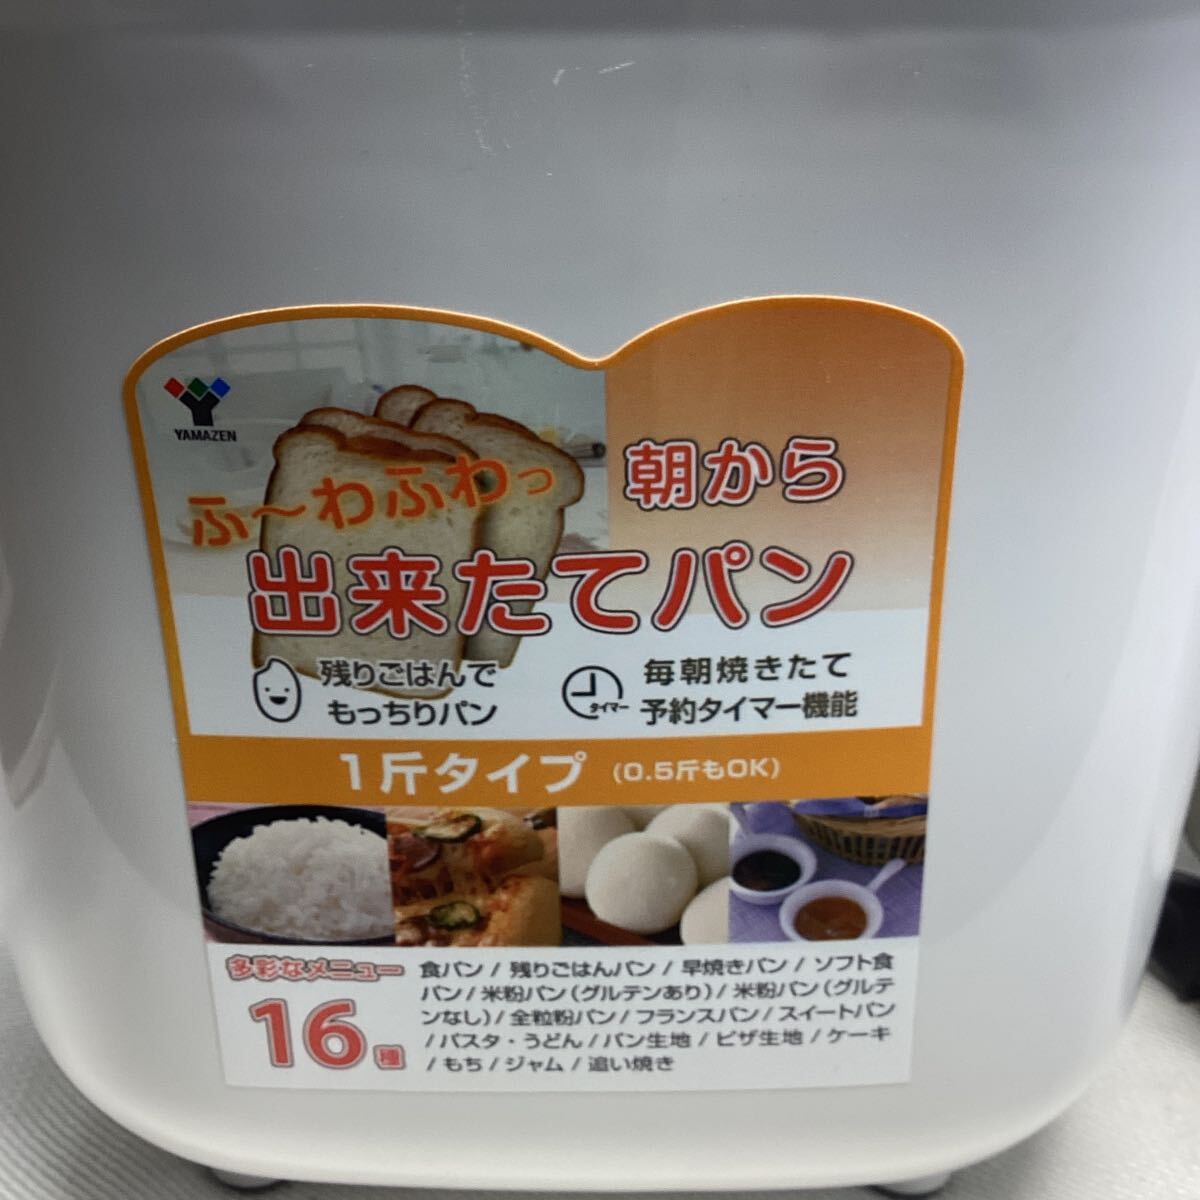 YAMAZEN
ふ〜わふわっ
朝から
出来たてパン
残りごはんで
もっちりパン
タイマー
毎朝焼きたて
予約タイマー機能
1斤タイプ (0.5斤もOK)
多彩なメニュー
16種
食パン / 残りごはんパン / 早焼きパン / ソフト食
パン / 米粉パン (グルテンあり) / 米粉パン (グルテ
ンなし) / 全粒粉パン / フランスパン / スイートパン
/ パスタ・うどん / パン生地 / ピザ生地 / ケーキ
/ もち / ジャム / 追い焼き